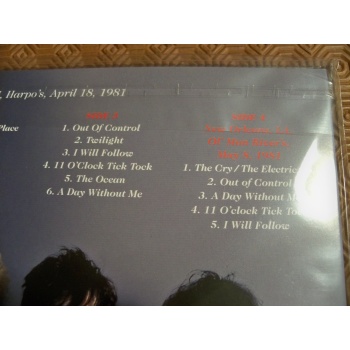 Harpo's, April 18, 1981
Place
1. Out Of Control
2. Twilight
3. I Will Follow
4. 11 O'Clock Tick Tock
5. The Ocean
6. A Day Without Me
1. The Cry / The Electric
2. Out of Control
3. A Day Without M
4. 11 O'clock Tick To
5. I Will Follow